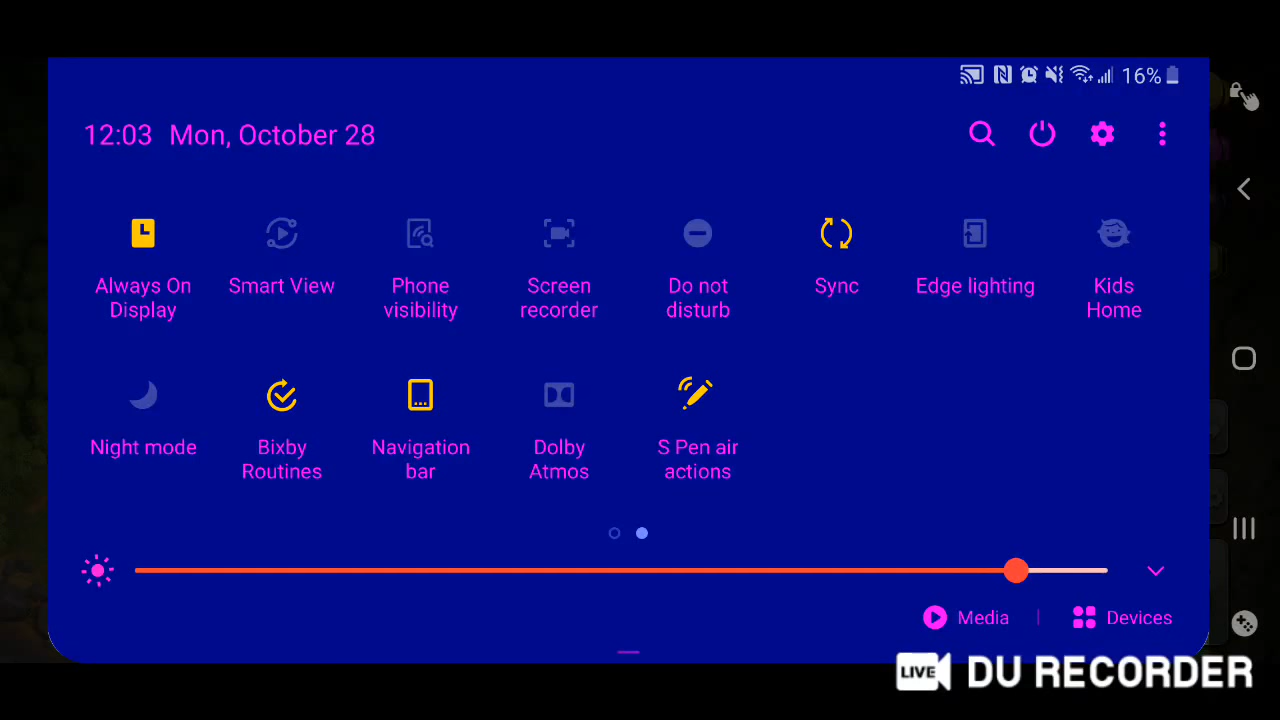 16%
12:03 Mon, October 28
Always On
Display
Smart View
Phone
visibility
Screen
recorder
Do not
disturb
Sync
Edge lighting
Kids
Home
Night mode
Bixby
Routines
Navigation
bar
Dolby
Atmos
S Pen air
actions
Media
Devices
LIVE DU RECORDER